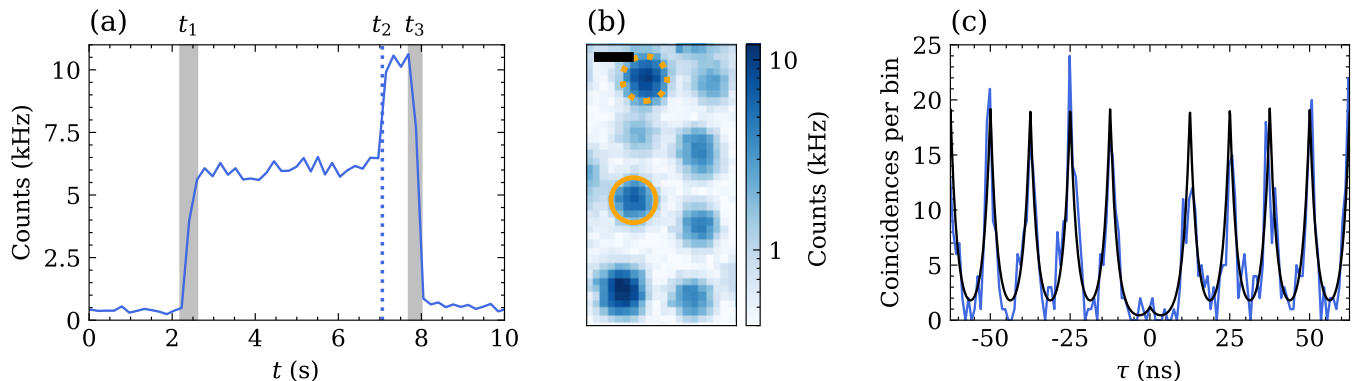 (a)
t₁
t₂
t₃
Counts (kHz)
10
7.5
5
2.5
0
0
2
4
6
8
10
t (s)
(b)
10
1
Counts (kHz)
(c)
Coincidences per bin
25
20
15
10
5
0
-50
-25
0
25
50
τ (ns)